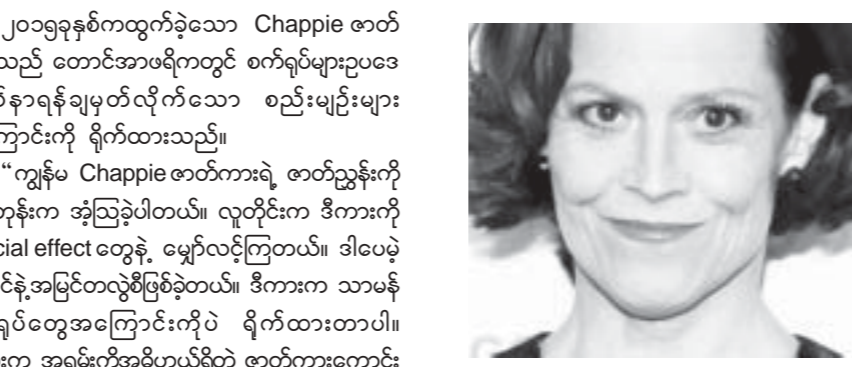 ၂၀၁၅ခုနှစ်ကထွက်ခဲ့သော Chappie ဇာတ်
သည် တောင်အာဖရိကတွင် စက်ရုပ်များဥပဒေ
နာရန်ချမှတ်လိုက်သော စည်းမျဉ်းများ
ကြောင်းကို ရိုက်ထားသည်။
“ကျွန်မ Chappie ဇာတ်ကားရဲ့ ဇာတ်ညွှန်းကို
တုန်းက အံ့ဩခဲ့ပါတယ်။ လူတိုင်းက ဒီကားကို
cial effect တွေနဲ့ မျှော်လင့်ကြတယ်။ ဒါပေမဲ့
င်နဲ့အမြင်တလွဲစီဖြစ်ခဲ့တယ်။ ဒီကားက သာမန်
ရုပ်တွေအကြောင်းကိုပဲ ရိုက်ထားတာပါ။
က အရမ်းကိုအဓိပ္ပာယ်ရှိတဲ့ ဇာတ်ကားကောင်း